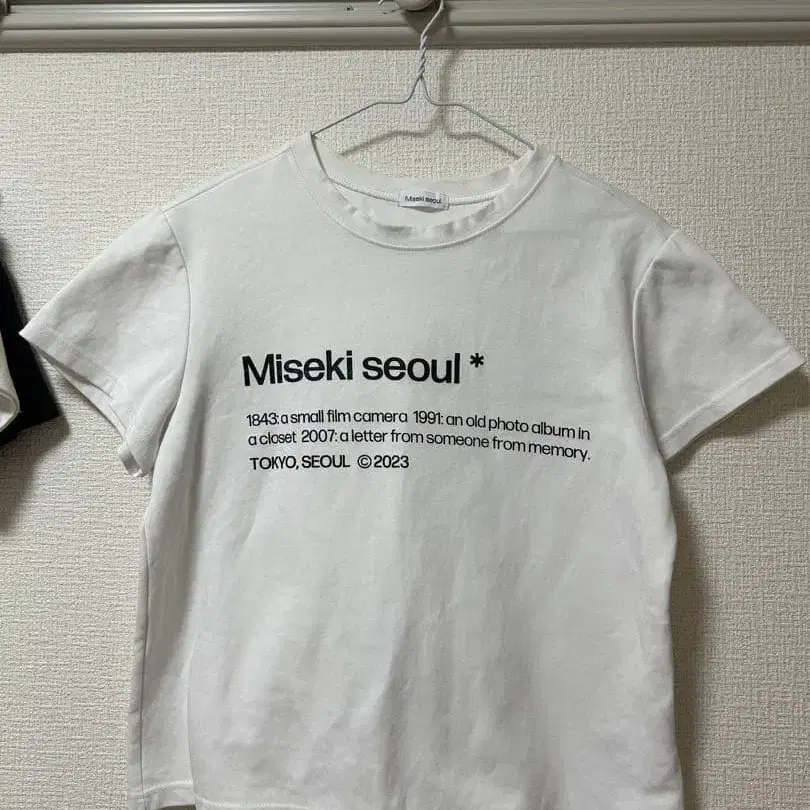 Miseki seoul
Miseki seoul *
1843: a small film camera 1991: an old photo album in
a closet 2007: a letter from someone from memory.
TOKYO, SEOUL ©2023